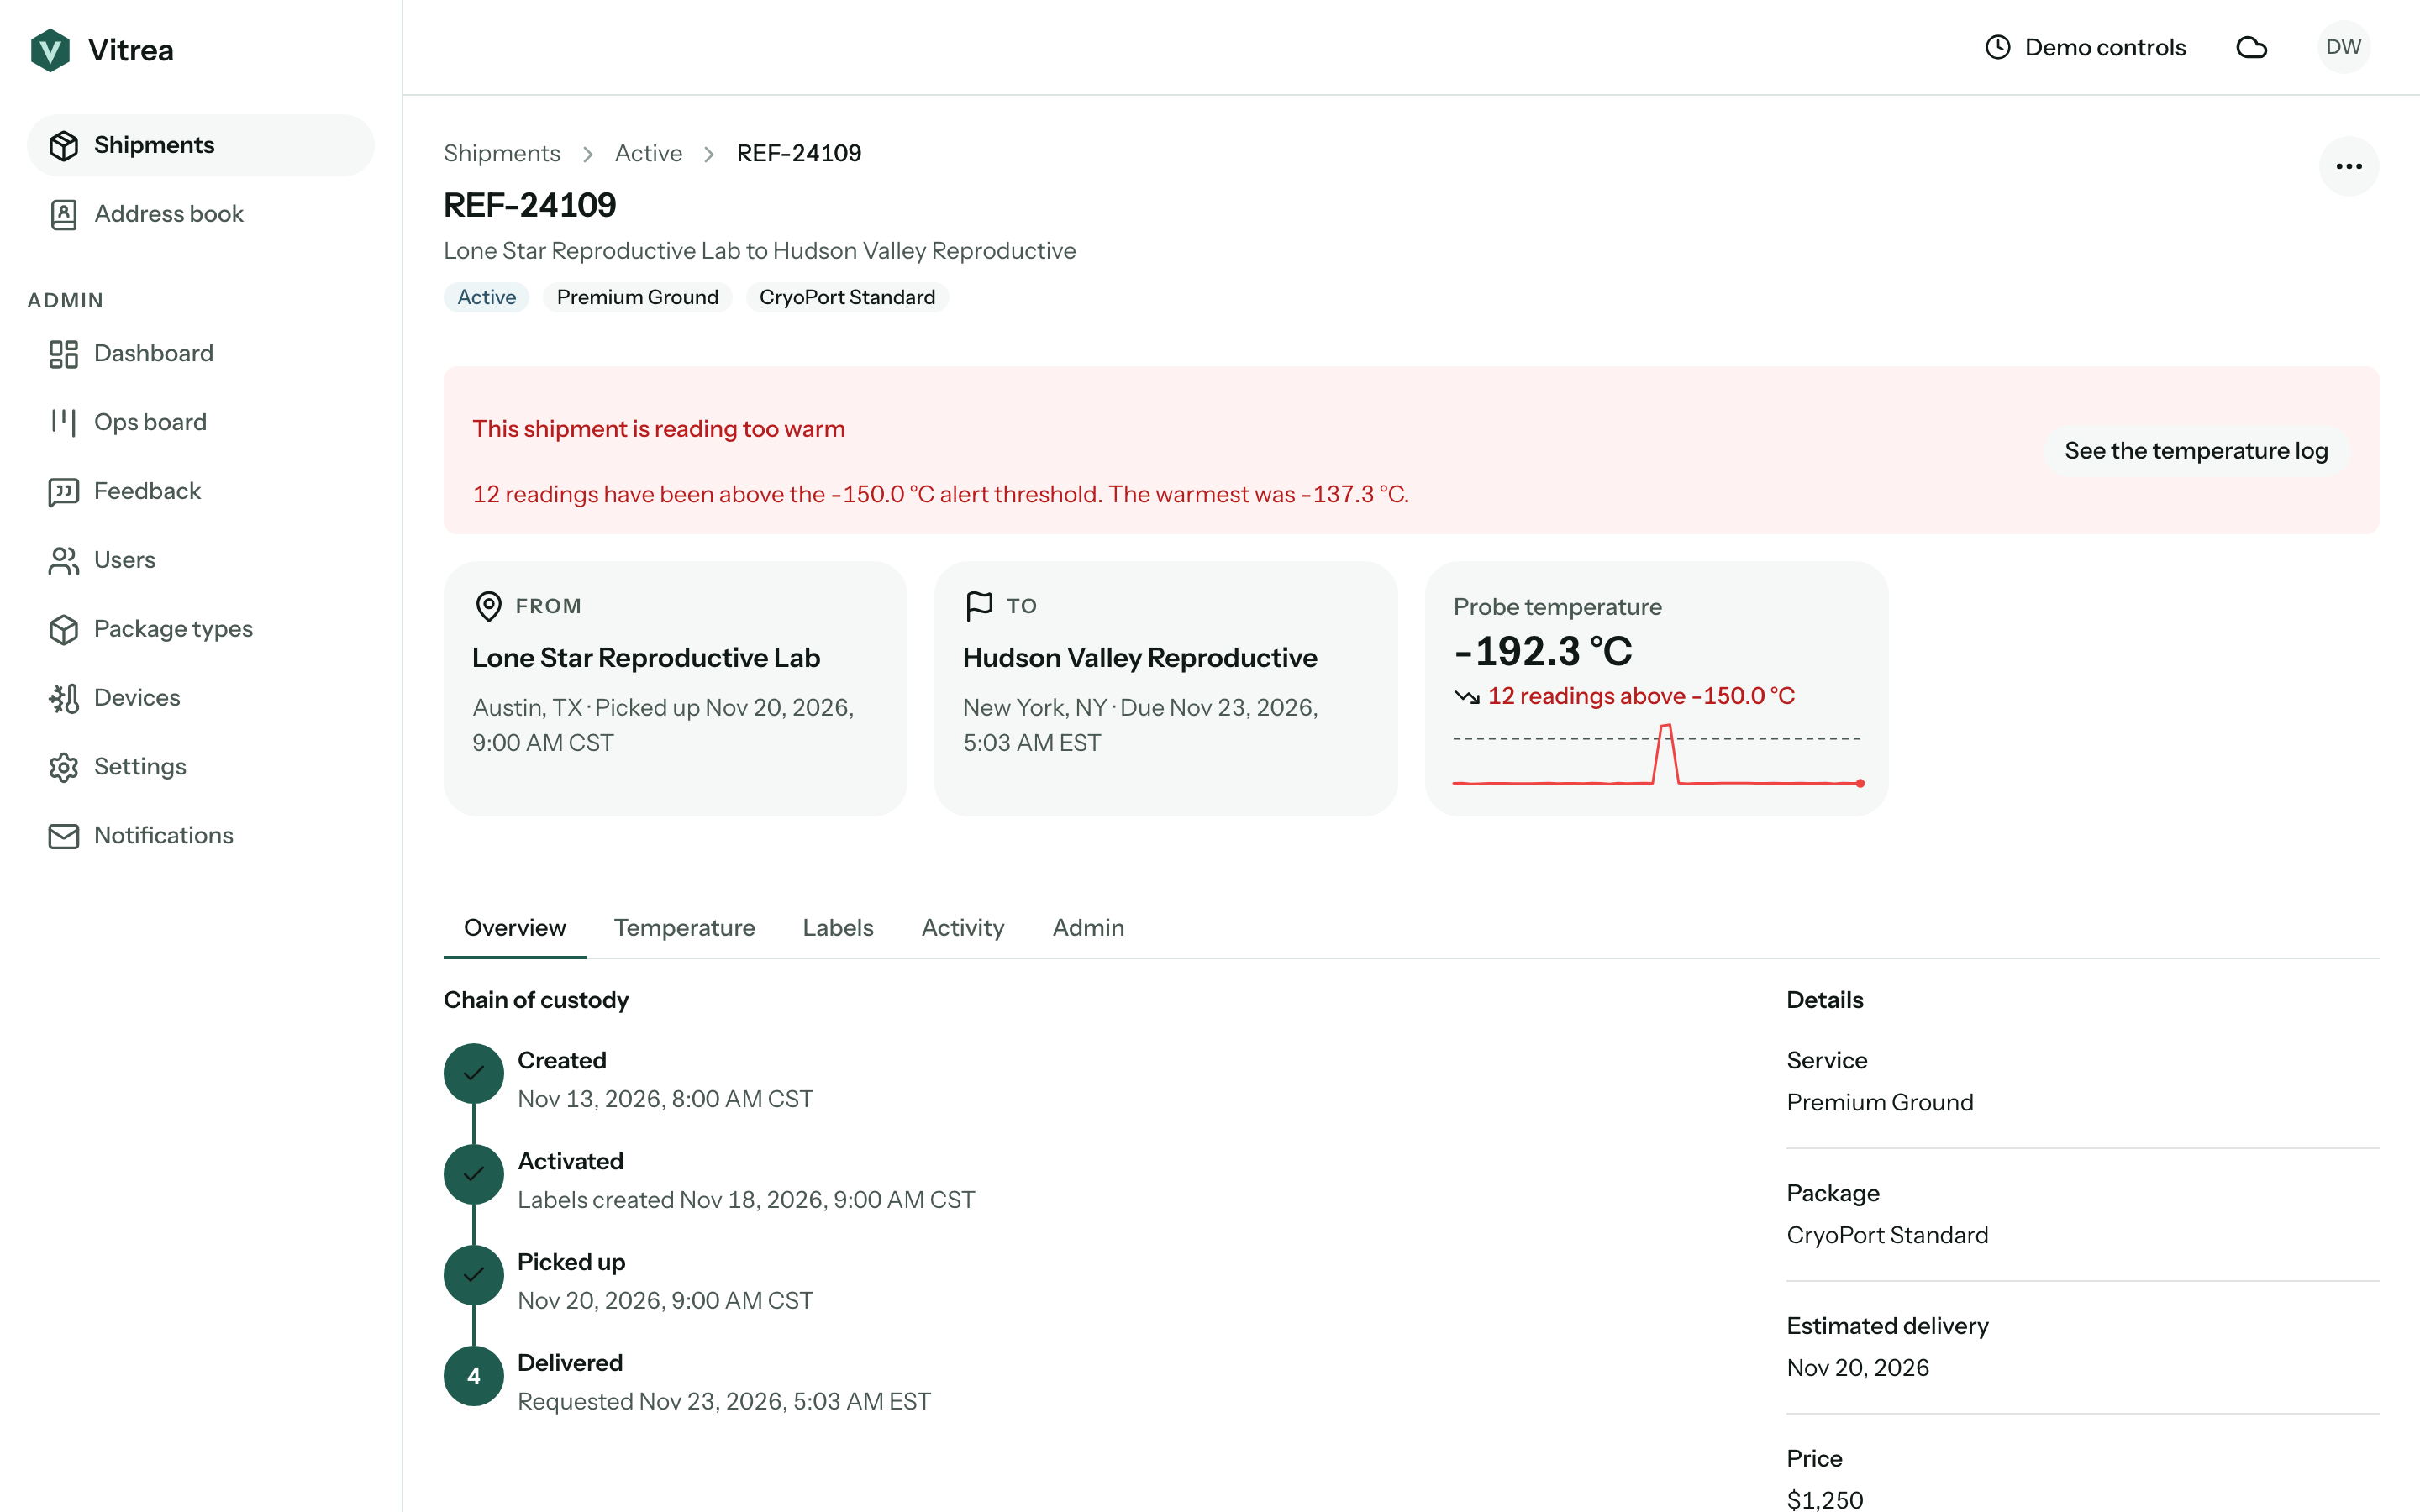 Vitrea
Demo controls
DW
Shipments
Address book
ADMIN
Dashboard
Ops board
Feedback
Users
Package types
Devices
Settings
Notifications
Shipments > Active > REF-24109
REF-24109
Lone Star Reproductive Lab to Hudson Valley Reproductive
Active Premium Ground CryoPort Standard
This shipment is reading too warm
12 readings have been above the -150.0 °C alert threshold. The warmest was -137.3 °C.
See the temperature log
FROM
Lone Star Reproductive Lab
Austin, TX · Picked up Nov 20, 2026,
9:00 AM CST
TO
Hudson Valley Reproductive
New York, NY · Due Nov 23, 2026,
5:03 AM EST
Probe temperature
-192.3 °C
12 readings above -150.0 °C
Overview Temperature Labels Activity Admin
Chain of custody
Created
Nov 13, 2026, 8:00 AM CST
Activated
Labels created Nov 18, 2026, 9:00 AM CST
Picked up
Nov 20, 2026, 9:00 AM CST
4 Delivered
Requested Nov 23, 2026, 5:03 AM EST
Details
Service
Premium Ground
Package
CryoPort Standard
Estimated delivery
Nov 20, 2026
Price
$1,250